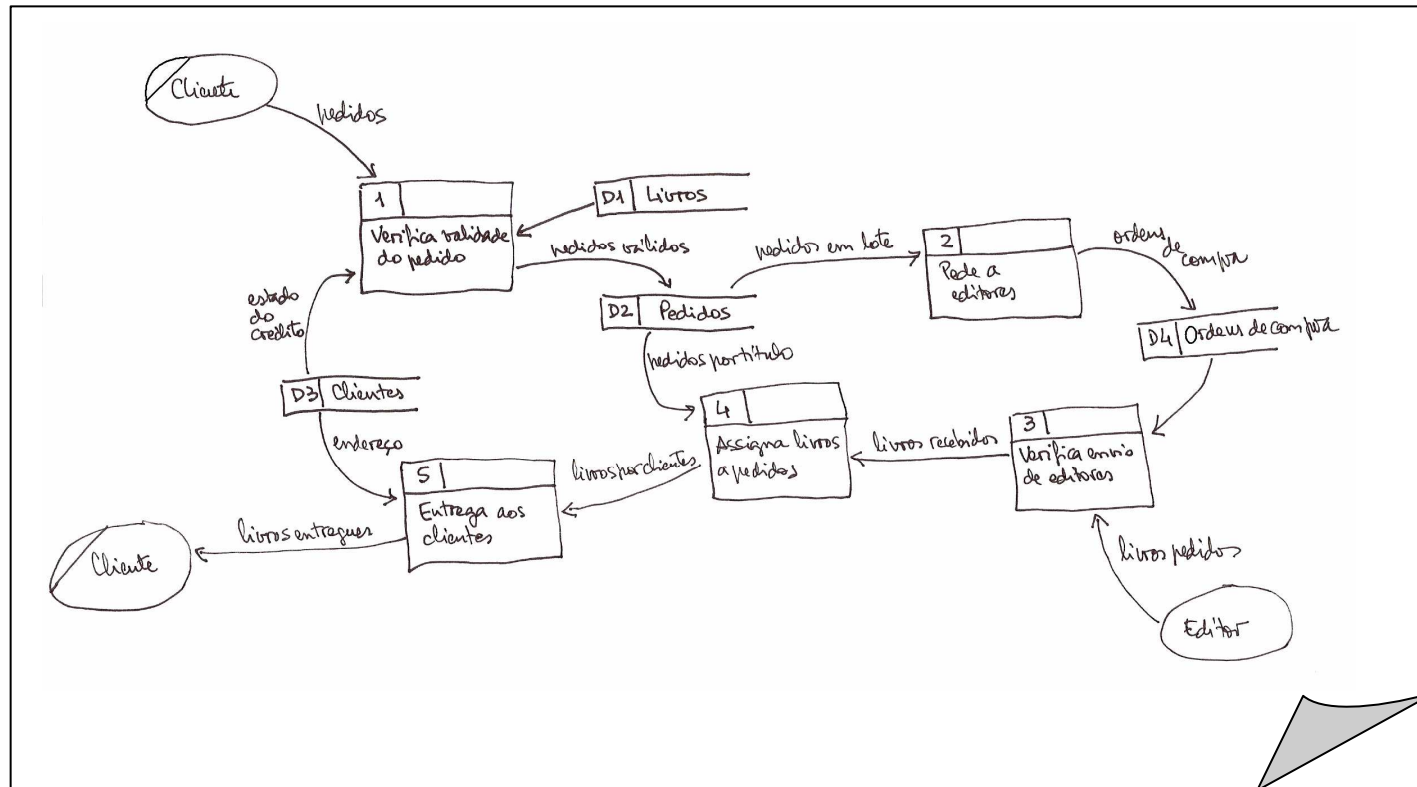 Cliente
pedidos
1
Verifica validade
do pedido
D1 Livros
pedidos válidos
pedidos em lote
2
Pede a
editores
ordens
de
compra
estado
do
crédito
D2 Pedidos
D4 Ordens de compra
pedidos por título
D3 Clientes
endereço
4
Assigna livros
a pedidos
livros recebidos
3
Verifica envio
de editores
livros por clientes
5
Entrega aos
clientes
livros entregues
Cliente
livros pedidos
Editor